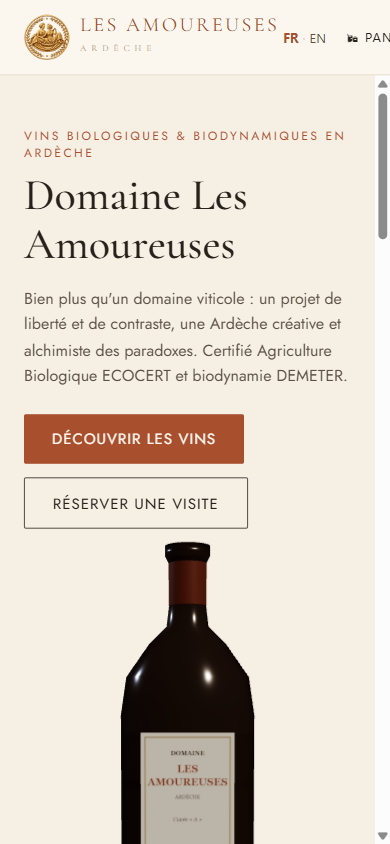 LES AMOUREUSES
ARDÈCHE
FR · EN
PAN
VINS BIOLOGIQUES & BIODYNAMIQUES EN
ARDÈCHE
Domaine Les
Amoureuses
Bien plus qu'un domaine viticole : un projet de
liberté et de contraste, une Ardèche créative et
alchimiste des paradoxes. Certifié Agriculture
Biologique ECOCERT et biodynamie DEMETER.
DÉCOUVRIR LES VINS
RÉSERVER UNE VISITE
DOMAINE
LES
AMOUREUSES
ARDÈCHE
Cuvée « A »